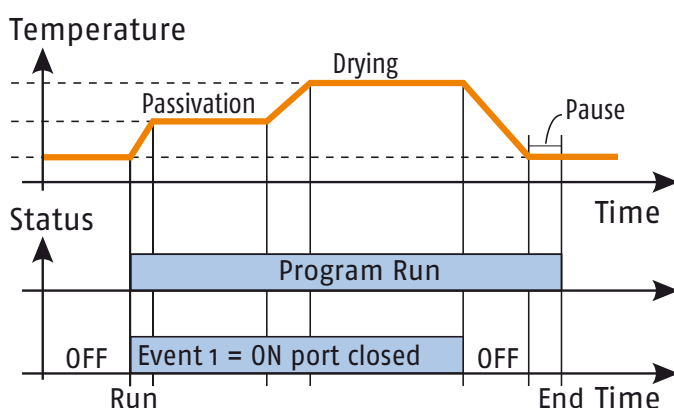 Temperature
Drying
Passivation
Pause
Time
Status
Program Run
OFF
Event 1 = ON port closed
OFF
Run
End Time